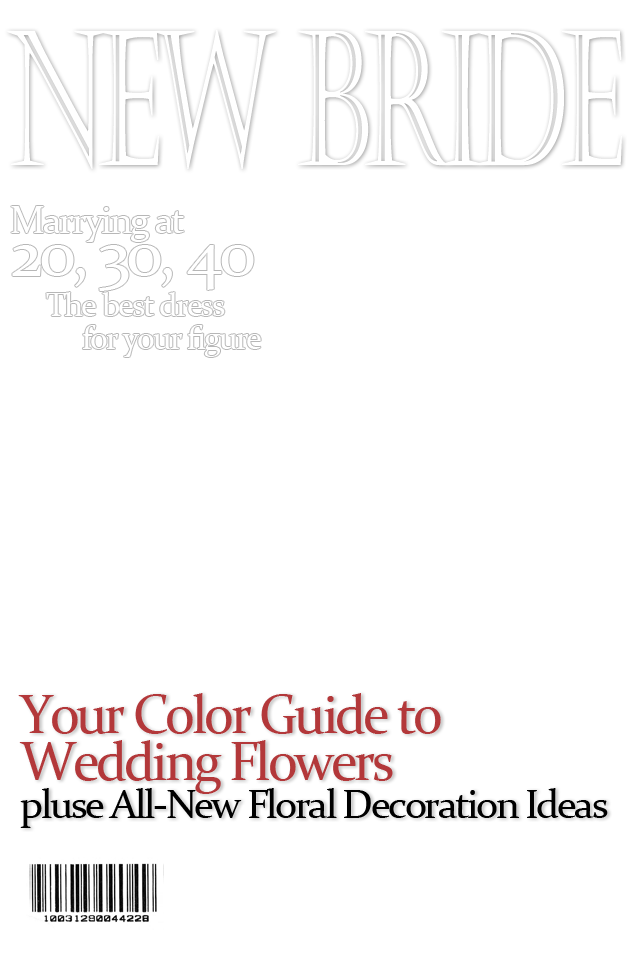 NEW BRIDE
Marrying at
20, 30, 40
The best dress
for your figure
Your Color Guide to
Wedding Flowers
pluse All-New Floral Decoration Ideas
10031280044228